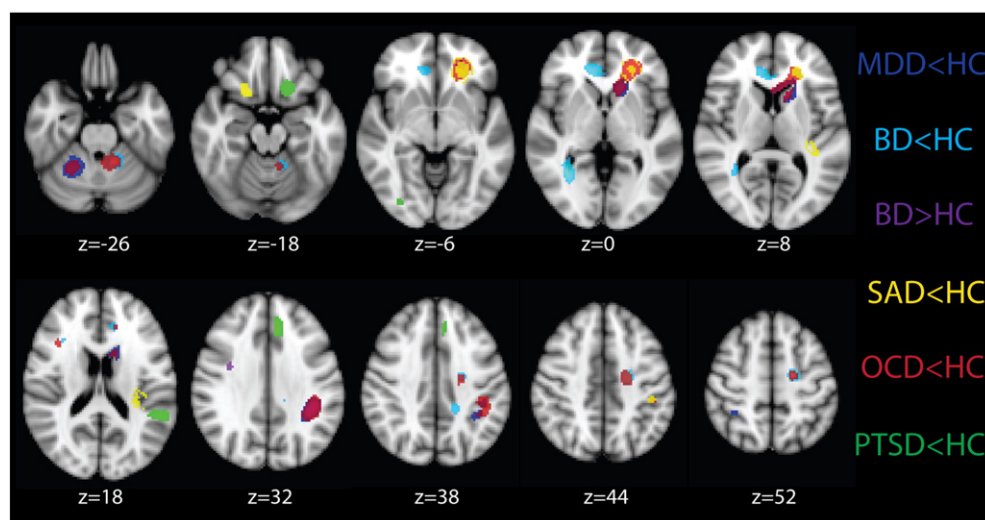 MDD<HC
BD<HC
BD>HC
z=-26 z=-18 z=-6 z=0 z=8
SAD<HC
OCD<HC
PTSD<HC
z=18 z=32 z=38 z=44 z=52